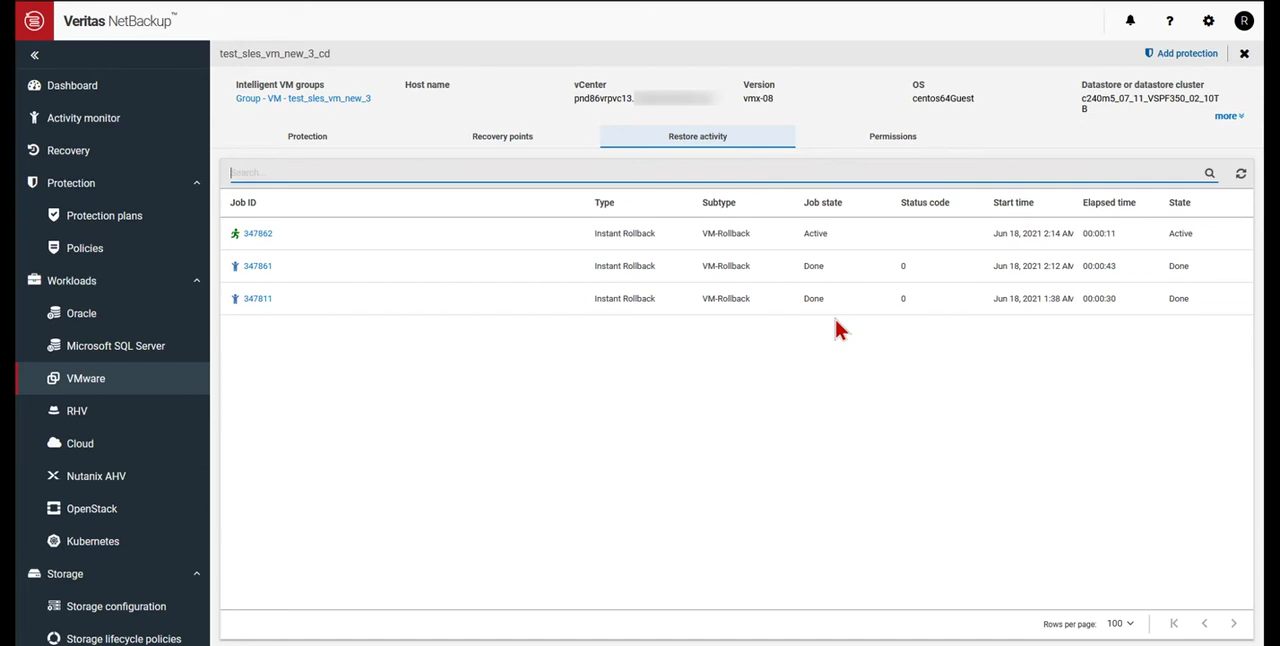 Veritas NetBackup™
R
test_sles_vm_new_3_cd
Add protection
Intelligent VM groups
Group - VM - test_sles_vm_new_3
Host name
vCenter
pnd86vrpvc13.
Version
vmx-08
OS
centos64Guest
Datastore or datastore cluster
c240m5_07_11_VSPF350_02_10T
B
more
Protection Recovery points Restore activity Permissions
Search...
Job ID Type Subtype Job state Status code Start time Elapsed time State
347862 Instant Rollback VM-Rollback Active Jun 18, 2021 2:14 AM 00:00:11 Active
347861 Instant Rollback VM-Rollback Done 0 Jun 18, 2021 2:12 AM 00:00:43 Done
347811 Instant Rollback VM-Rollback Done 0 Jun 18, 2021 1:38 AM 00:00:30 Done
Rows per page: 100
Dashboard
Activity monitor
Recovery
Protection
Protection plans
Policies
Workloads
Oracle
Microsoft SQL Server
VMware
RHV
Cloud
Nutanix AHV
OpenStack
Kubernetes
Storage
Storage configuration
Storage lifecycle policies